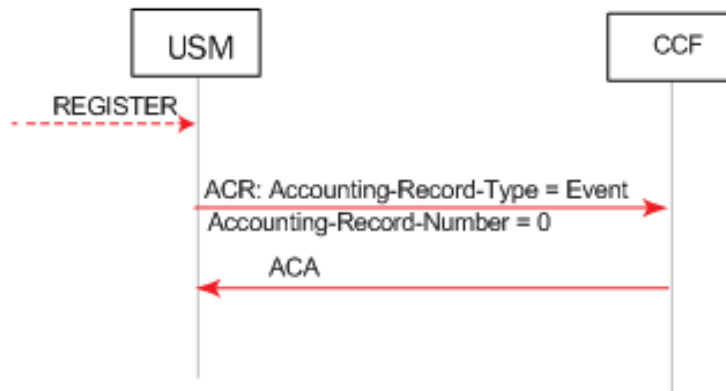 USM
CCF
REGISTER
ACR: Accounting-Record-Type = Event
Accounting-Record-Number = 0
ACA